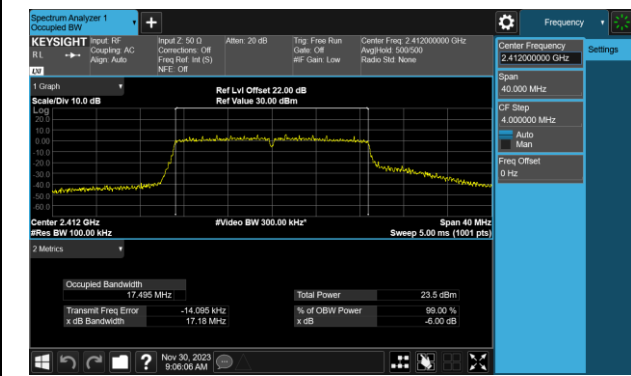 Spectrum Analyzer 1
Occupied BW
+
Frequency
KEYSIGHT
RL
Input: RF
Coupling: AC
Align: Auto
Input Z: 50 Ω
Corrections: Off
Freq Ref: Int (S)
NFE: Off
Atten: 20 dB
Trig: Free Run
Gate: Off
#IF Gain: Low
Center Freq: 2.412000000 GHz
Avg|Hold: 500/500
Radio Std: None
LXI
Center Frequency
2.412000000 GHz
Settings
Span
40.000 MHz
CF Step
4.000000 MHz
Auto
Man
Freq Offset
0 Hz
1 Graph
Scale/Div 10.0 dB
Ref Lvl Offset 22.00 dB
Ref Value 30.00 dBm
Log
20.0
10.0
0.00
-10.0
-20.0
-30.0
-40.0
-50.0
-60.0
Center 2.412 GHz
#Video BW 300.00 kHz*
Span 40 MHz
#Res BW 100.00 kHz
Sweep 5.00 ms (1001 pts)
2 Metrics
Occupied Bandwidth
17.495 MHz
Total Power 23.5 dBm
Transmit Freq Error -14.095 kHz
% of OBW Power 99.00 %
x dB Bandwidth 17.18 MHz
x dB -6.00 dB
?
Nov 30, 2023
9:06:06 AM